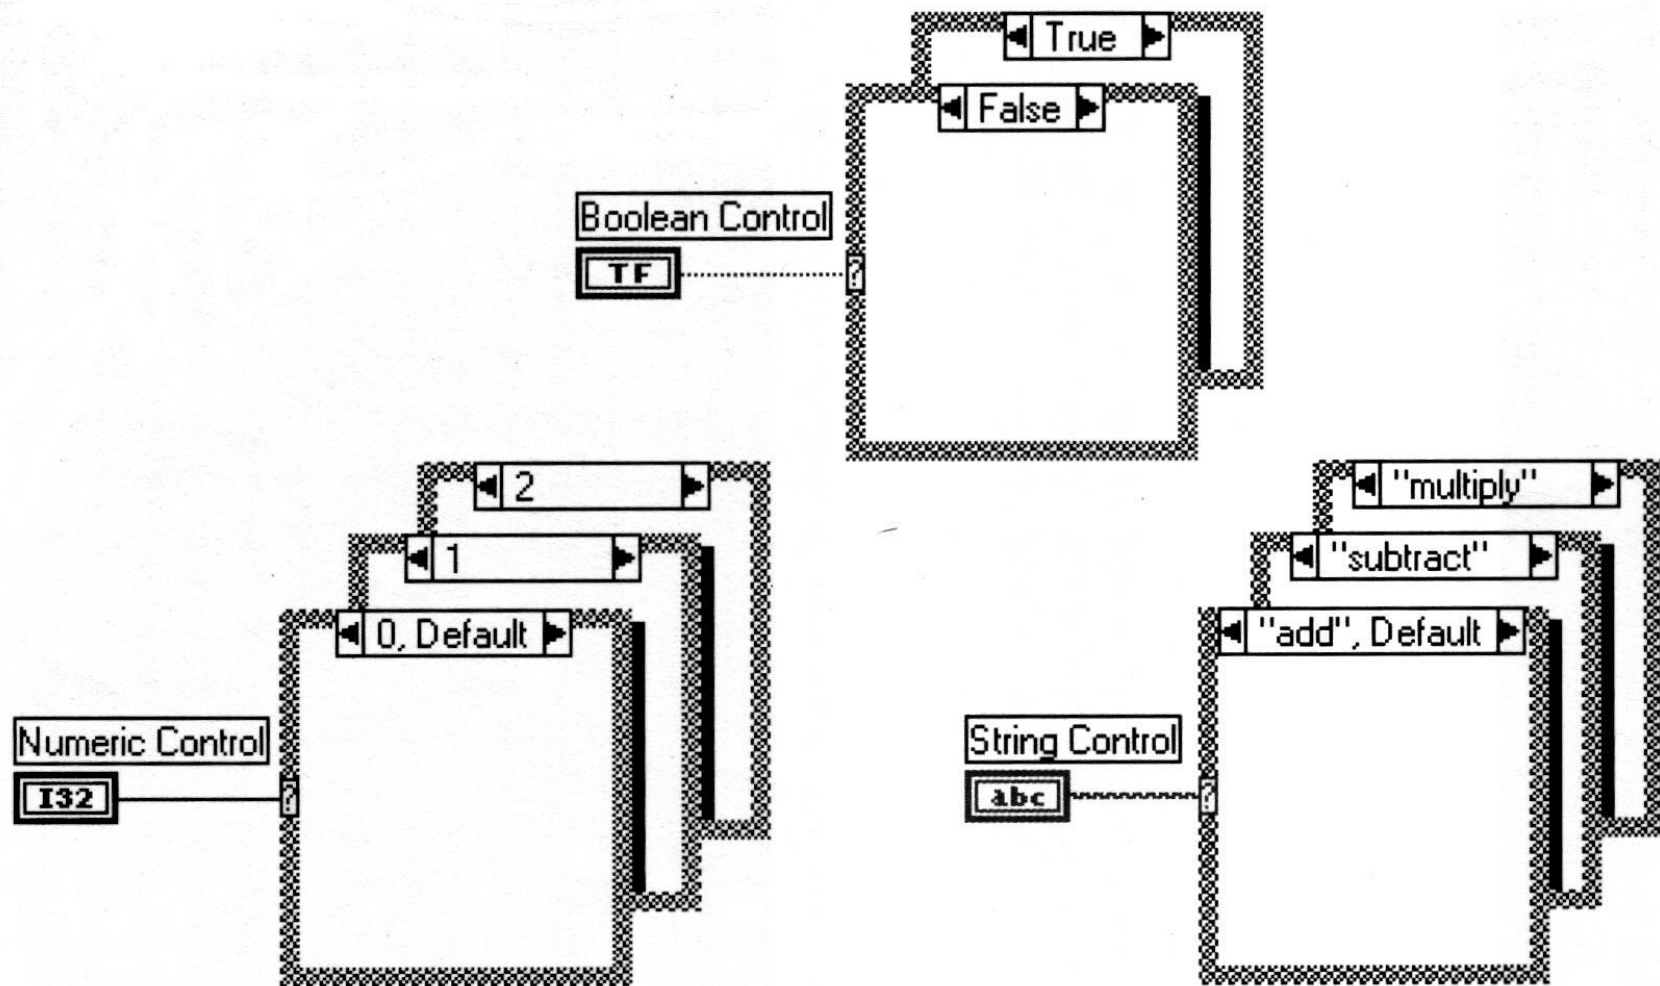 True
False
Boolean Control
TF
?
2
1
0, Default
Numeric Control
I32
?
"multiply"
"subtract"
"add", Default
String Control
abc
?